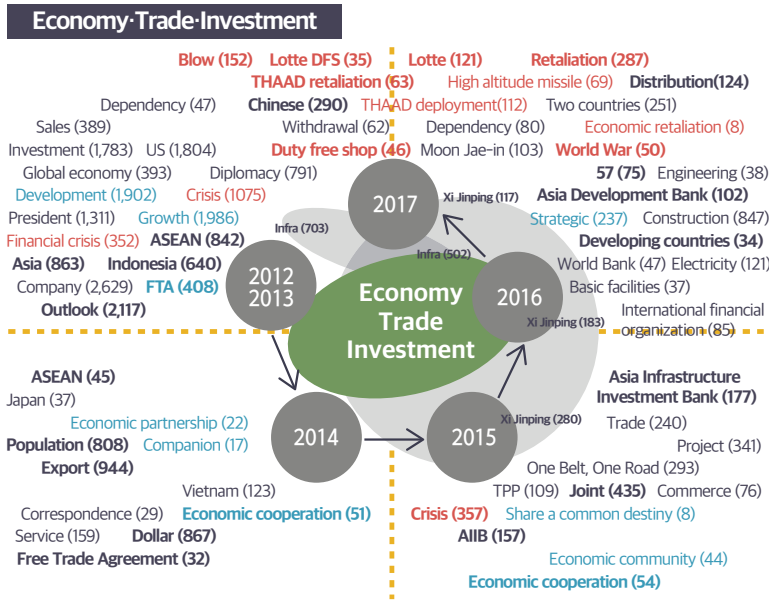 Economy·Trade·Investment
Blow (152) Lotte DFS (35) Lotte (121) Retaliation (287)
THAAD retaliation (63) High altitude missile (69) Distribution(124)
Dependency (47) Chinese (290) THAAD deployment(112) Two countries (251)
Sales (389) Withdrawal (62) Dependency (80) Economic retaliation (8)
Investment (1,783) US (1,804) Duty free shop (46) Moon Jae-in (103) World War (50)
Global economy (393) Diplomacy (791) 57 (75) Engineering (38)
Development (1,902) Crisis (1075) 2017 Xi Jinping (117) Asia Development Bank (102)
President (1,311) Growth (1,986) Strategic (237) Construction (847)
Financial crisis (352) ASEAN (842) Infra (703) Developing countries (34)
Asia (863) Indonesia (640) Infra (502) World Bank (47) Electricity (121)
Company (2,629) FTA (408) 2012 2016 Basic facilities (37)
2013
Outlook (2,117) Xi Jinping (183) International financial
organization (85)
Economy
Trade
Investment
ASEAN (45) Asia Infrastructure
Japan (37) Investment Bank (177)
Economic partnership (22) Xi Jinping (280) Trade (240)
Population (808) Companion (17) 2014 2015 Project (341)
Export (944) One Belt, One Road (293)
Vietnam (123) TPP (109) Joint (435) Commerce (76)
Correspondence (29) Economic cooperation (51) Crisis (357) Share a common destiny (8)
Service (159) Dollar (867) AIIB (157)
Free Trade Agreement (32) Economic community (44)
Economic cooperation (54)